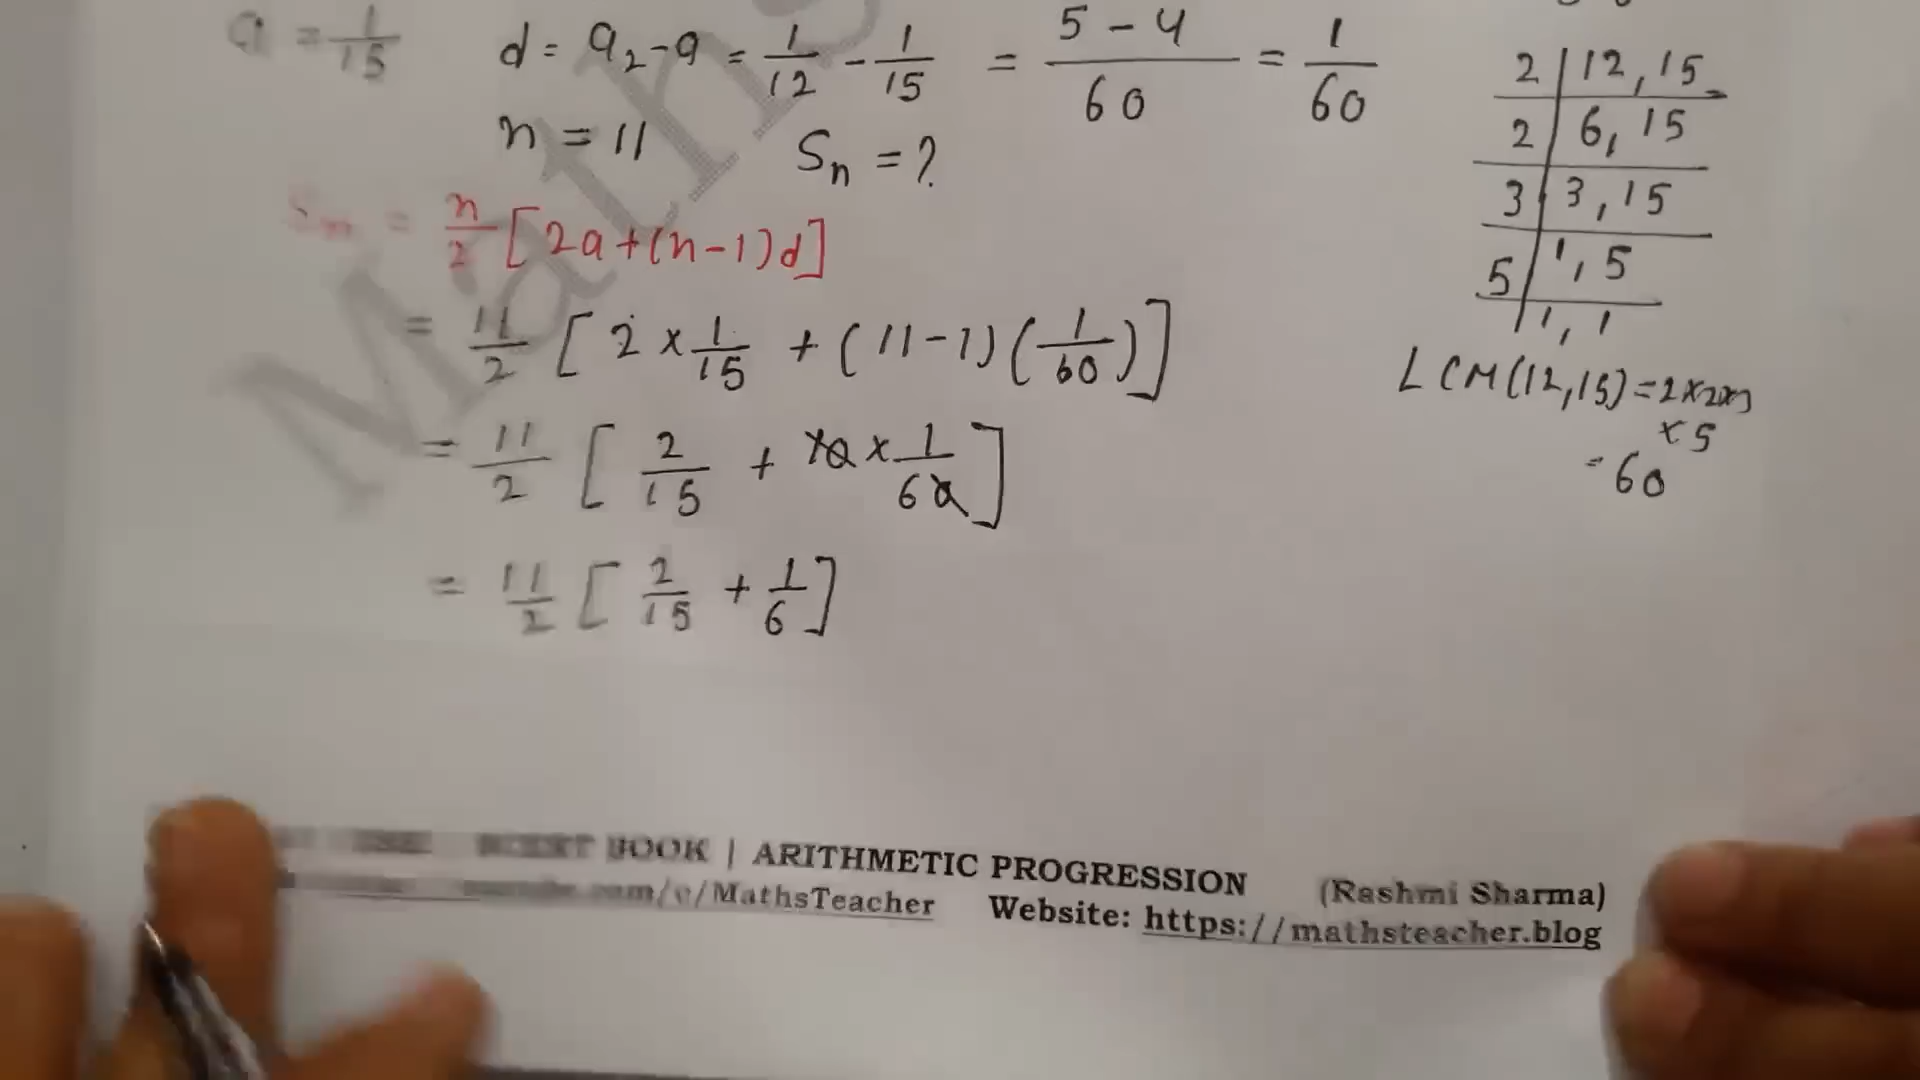 a = 1/15 d = a₂-a = 1/12 - 1/15 = 5-4/60 = 1/60
n = 11 Sₙ = ?
Sₙ = n/2 [2a+(n-1)d]
= 11/2 [2 × 1/15 + (11-1)(1/60)]
= 11/2 [2/15 + 10 × 1/60]
= 11/2 [2/15 + 1/6]
2 | 12, 15
2 | 6, 15
3 | 3, 15
5 | 1, 5
1, 1
LCM(12,15) = 2×2×3
× 5
= 60
Maths
BOOK | ARITHMETIC PROGRESSION (Rashmi Sharma)
.com/c/MathsTeacher Website: https://mathsteacher.blog